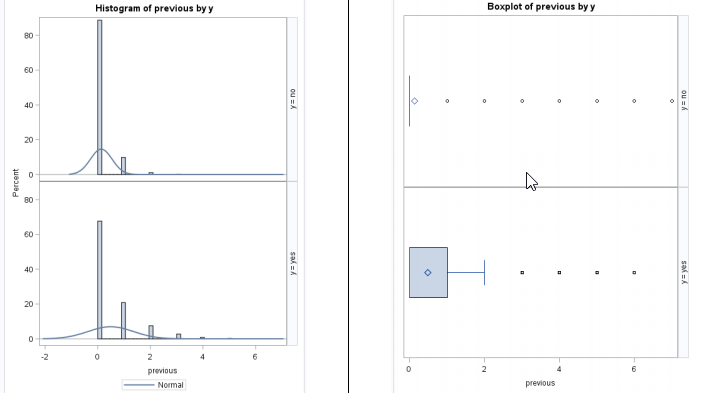 Histogram of previous by y
80
60
40
20
0
y = no
Percent
80
60
40
20
0
y = yes
-2 0 2 4 6
previous
Normal
Boxplot of previous by y
y = no
y = yes
0 2 4 6
previous